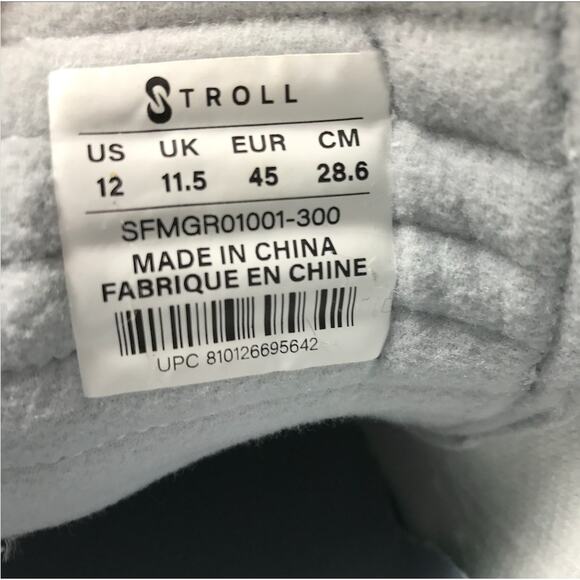 STROLL
US UK EUR CM
12 11.5 45 28.6
SFMGR01001-300
MADE IN CHINA
FABRIQUE EN CHINE
UPC 810126695642